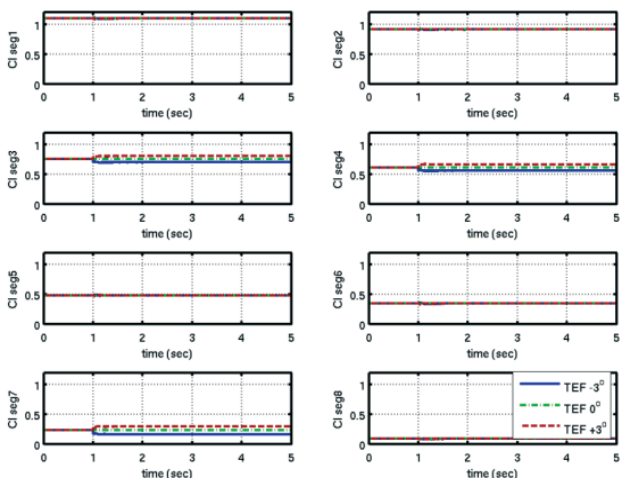 Cl seg1
1
0.5
0
0 1 2 3 4 5
time (sec)
Cl seg2
1
0.5
0
0 1 2 3 4 5
time (sec)
Cl seg3
1
0.5
0
0 1 2 3 4 5
time (sec)
Cl seg4
1
0.5
0
0 1 2 3 4 5
time (sec)
Cl seg5
1
0.5
0
0 1 2 3 4 5
time (sec)
Cl seg6
1
0.5
0
0 1 2 3 4 5
time (sec)
Cl seg7
1
0.5
0
0 1 2 3 4 5
time (sec)
Cl seg8
1
0.5
0
0 1 2 3 4 5
time (sec)
TEF -3⁰
TEF 0⁰
TEF +3⁰